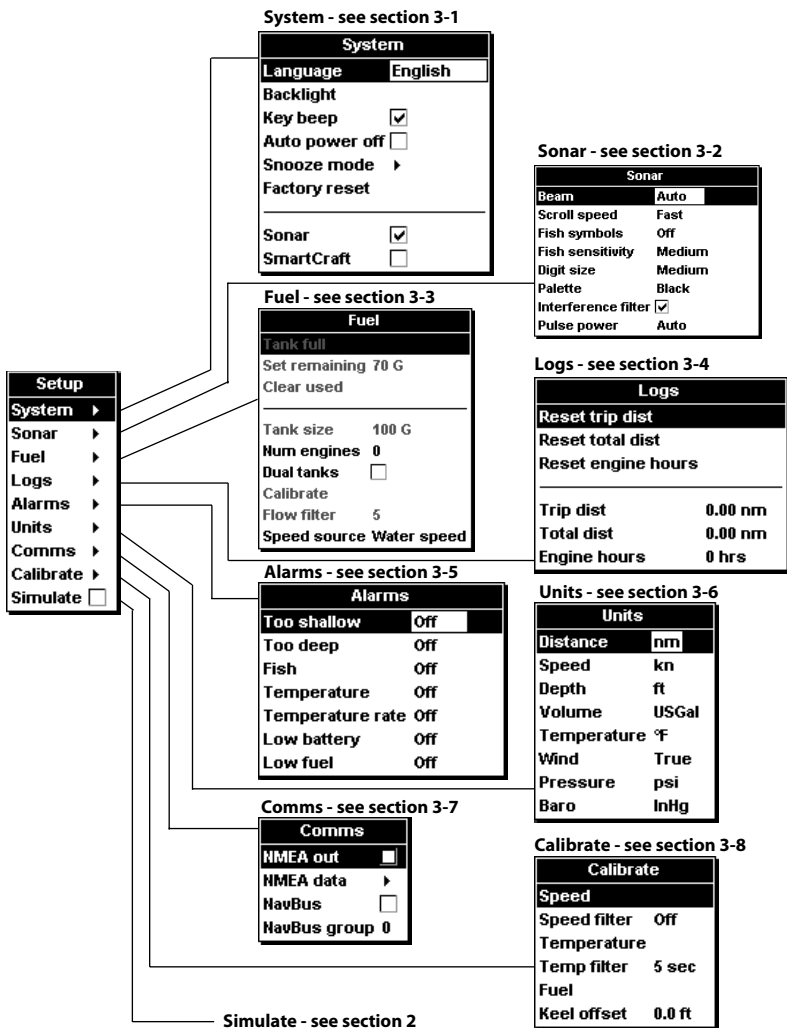 System - see section 3-1
System
Language English
Backlight
Key beep
Auto power off
Snooze mode
Factory reset
Sonar
SmartCraft
Sonar - see section 3-2
Sonar
Beam Auto
Scroll speed Fast
Fish symbols Off
Fish sensitivity Medium
Digit size Medium
Palette Black
Interference filter
Pulse power Auto
Fuel - see section 3-3
Fuel
Tank full
Set remaining 70 G
Clear used
Tank size 100 G
Num engines 0
Dual tanks
Calibrate
Flow filter 5
Speed source Water speed
Logs - see section 3-4
Logs
Reset trip dist
Reset total dist
Reset engine hours
Trip dist 0.00 nm
Total dist 0.00 nm
Engine hours 0 hrs
Setup
System
Sonar
Fuel
Logs
Alarms
Units
Comms
Calibrate
Simulate
Alarms - see section 3-5
Alarms
Too shallow Off
Too deep Off
Fish Off
Temperature Off
Temperature rate Off
Low battery Off
Low fuel Off
Units - see section 3-6
Units
Distance nm
Speed kn
Depth ft
Volume USGal
Temperature °F
Wind True
Pressure psi
Baro InHg
Comms - see section 3-7
Comms
NMEA out
NMEA data
NavBus
NavBus group 0
Calibrate - see section 3-8
Calibrate
Speed
Speed filter Off
Temperature
Temp filter 5 sec
Fuel
Keel offset 0.0 ft
Simulate - see section 2